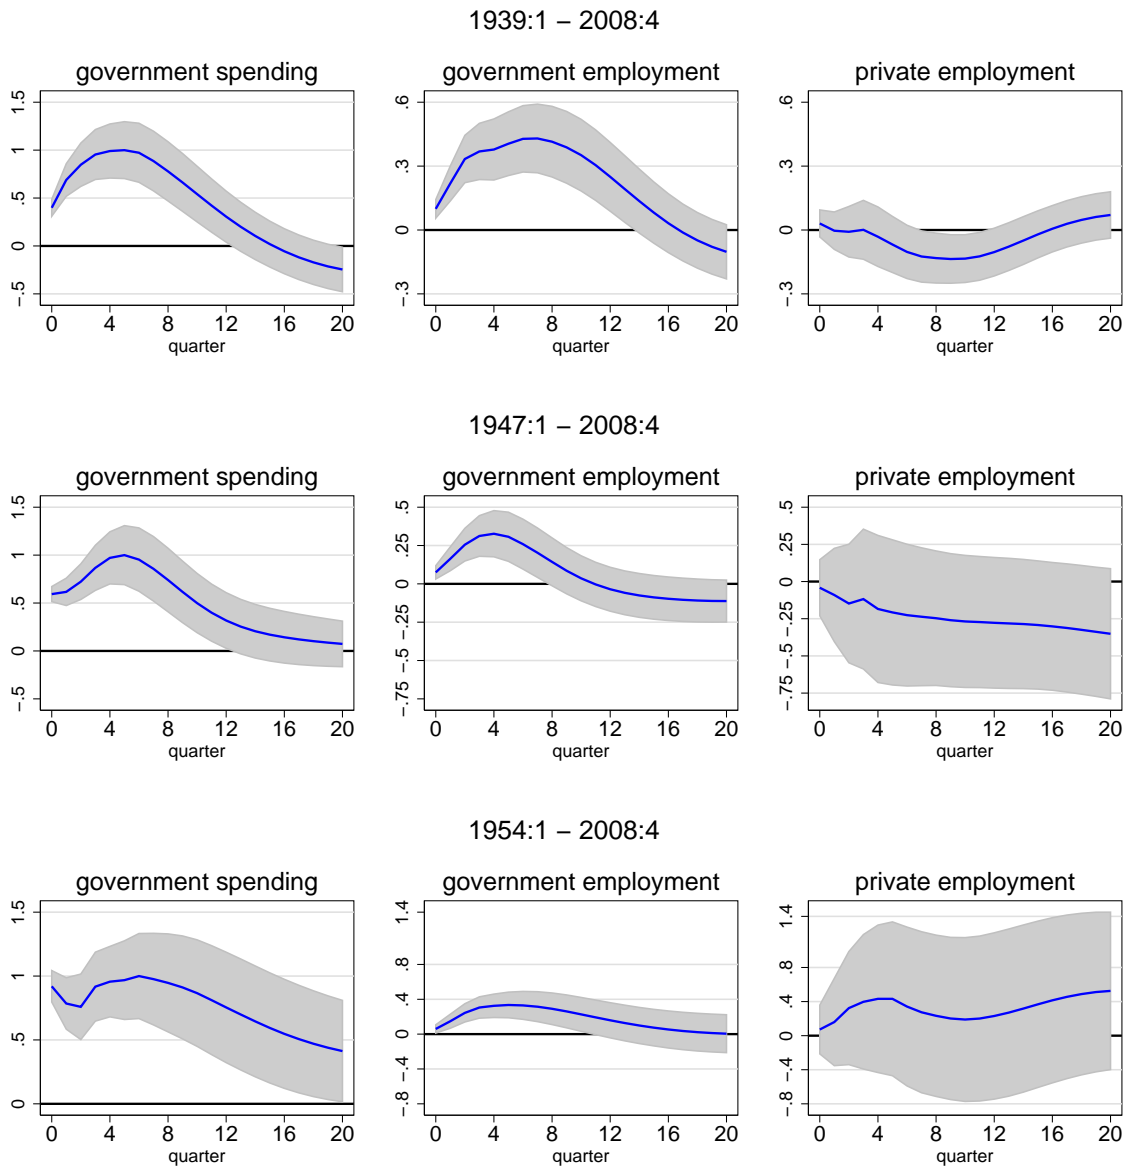 1939:1 − 2008:4
government spending government employment private employment
1.5
1
.5
0
−.5
0 4 8 12 16 20
quarter
.6
.3
0
−.3
0 4 8 12 16 20
quarter
.6
.3
0
−.3
0 4 8 12 16 20
quarter
1947:1 − 2008:4
government spending government employment private employment
1.5
1
.5
0
−.5
0 4 8 12 16 20
quarter
.5
.25
0
−.25
−.5
−.75
0 4 8 12 16 20
quarter
.5
.25
0
−.25
−.5
−.75
0 4 8 12 16 20
quarter
1954:1 − 2008:4
government spending government employment private employment
1.5
1
.5
0
0 4 8 12 16 20
quarter
1.4
.8
.4
0
−.4
−.8
0 4 8 12 16 20
quarter
1.4
.8
.4
0
−.4
−.8
0 4 8 12 16 20
quarter